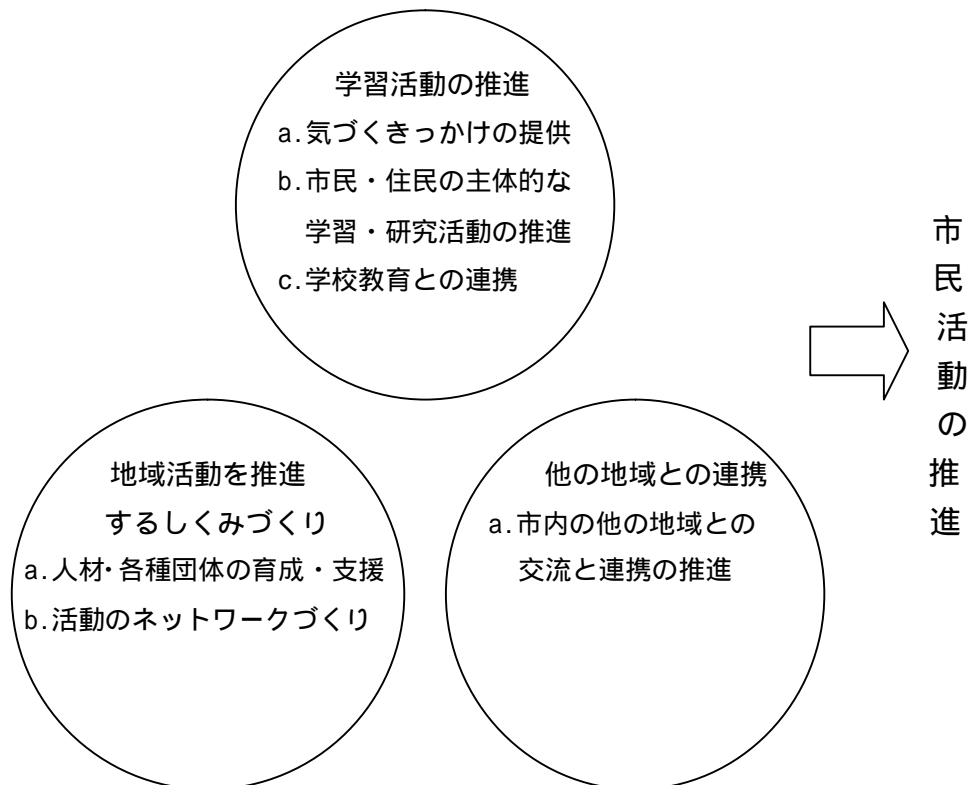 学習活動の推進
a.気づくきっかけの提供
b.市民・住民の主体的な
学習・研究活動の推進
c.学校教育との連携
地域活動を推進
するしくみづくり
a.人材・各種団体の育成・支援
b.活動のネットワークづくり
他の地域との連携
a.市内の他の地域との
交流と連携の推進
市民活動の推進